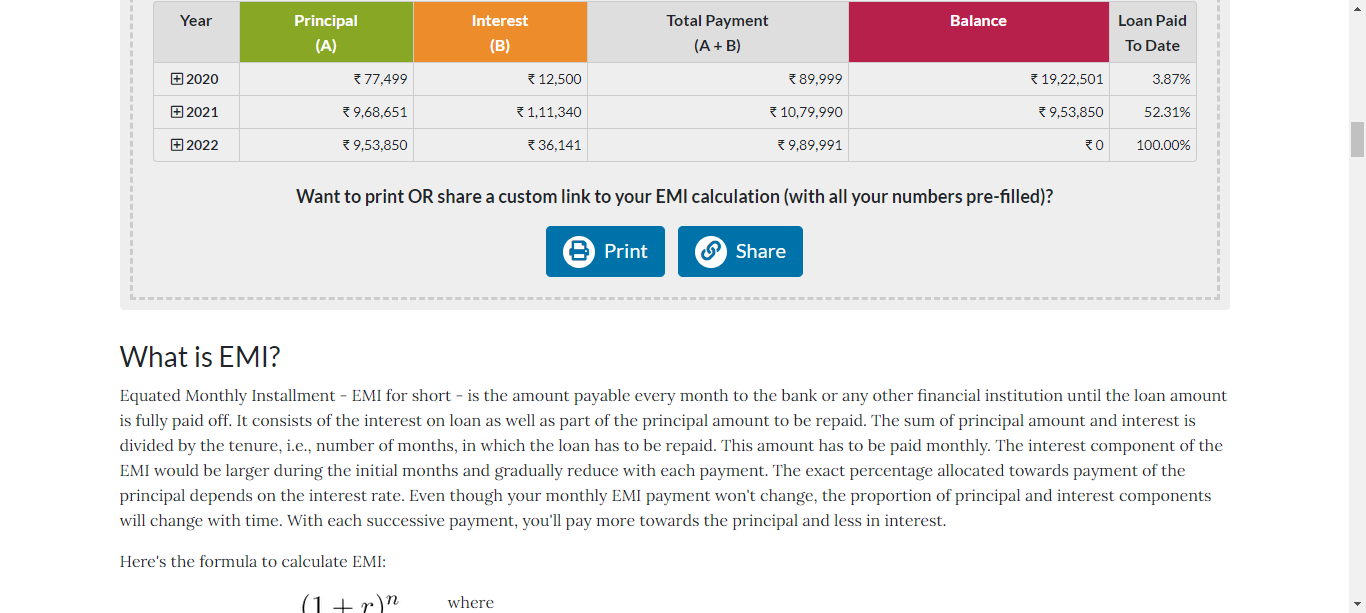 Year Principal (A) Interest (B) Total Payment (A + B) Balance Loan Paid To Date
2020 ₹ 77,499 ₹ 12,500 ₹ 89,999 ₹ 19,22,501 3.87%
2021 ₹ 9,68,651 ₹ 1,11,340 ₹ 10,79,990 ₹ 9,53,850 52.31%
2022 ₹ 9,53,850 ₹ 36,141 ₹ 9,89,991 ₹ 0 100.00%
Want to print OR share a custom link to your EMI calculation (with all your numbers pre-filled)?
Print Share
What is EMI?
Equated Monthly Installment - EMI for short - is the amount payable every month to the bank or any other financial institution until the loan amount
is fully paid off. It consists of the interest on loan as well as part of the principal amount to be repaid. The sum of principal amount and interest is
divided by the tenure, i.e., number of months, in which the loan has to be repaid. This amount has to be paid monthly. The interest component of the
EMI would be larger during the initial months and gradually reduce with each payment. The exact percentage allocated towards payment of the
principal depends on the interest rate. Even though your monthly EMI payment won't change, the proportion of principal and interest components
will change with time. With each successive payment, you'll pay more towards the principal and less in interest.
Here's the formula to calculate EMI:
(1 + r)^n where